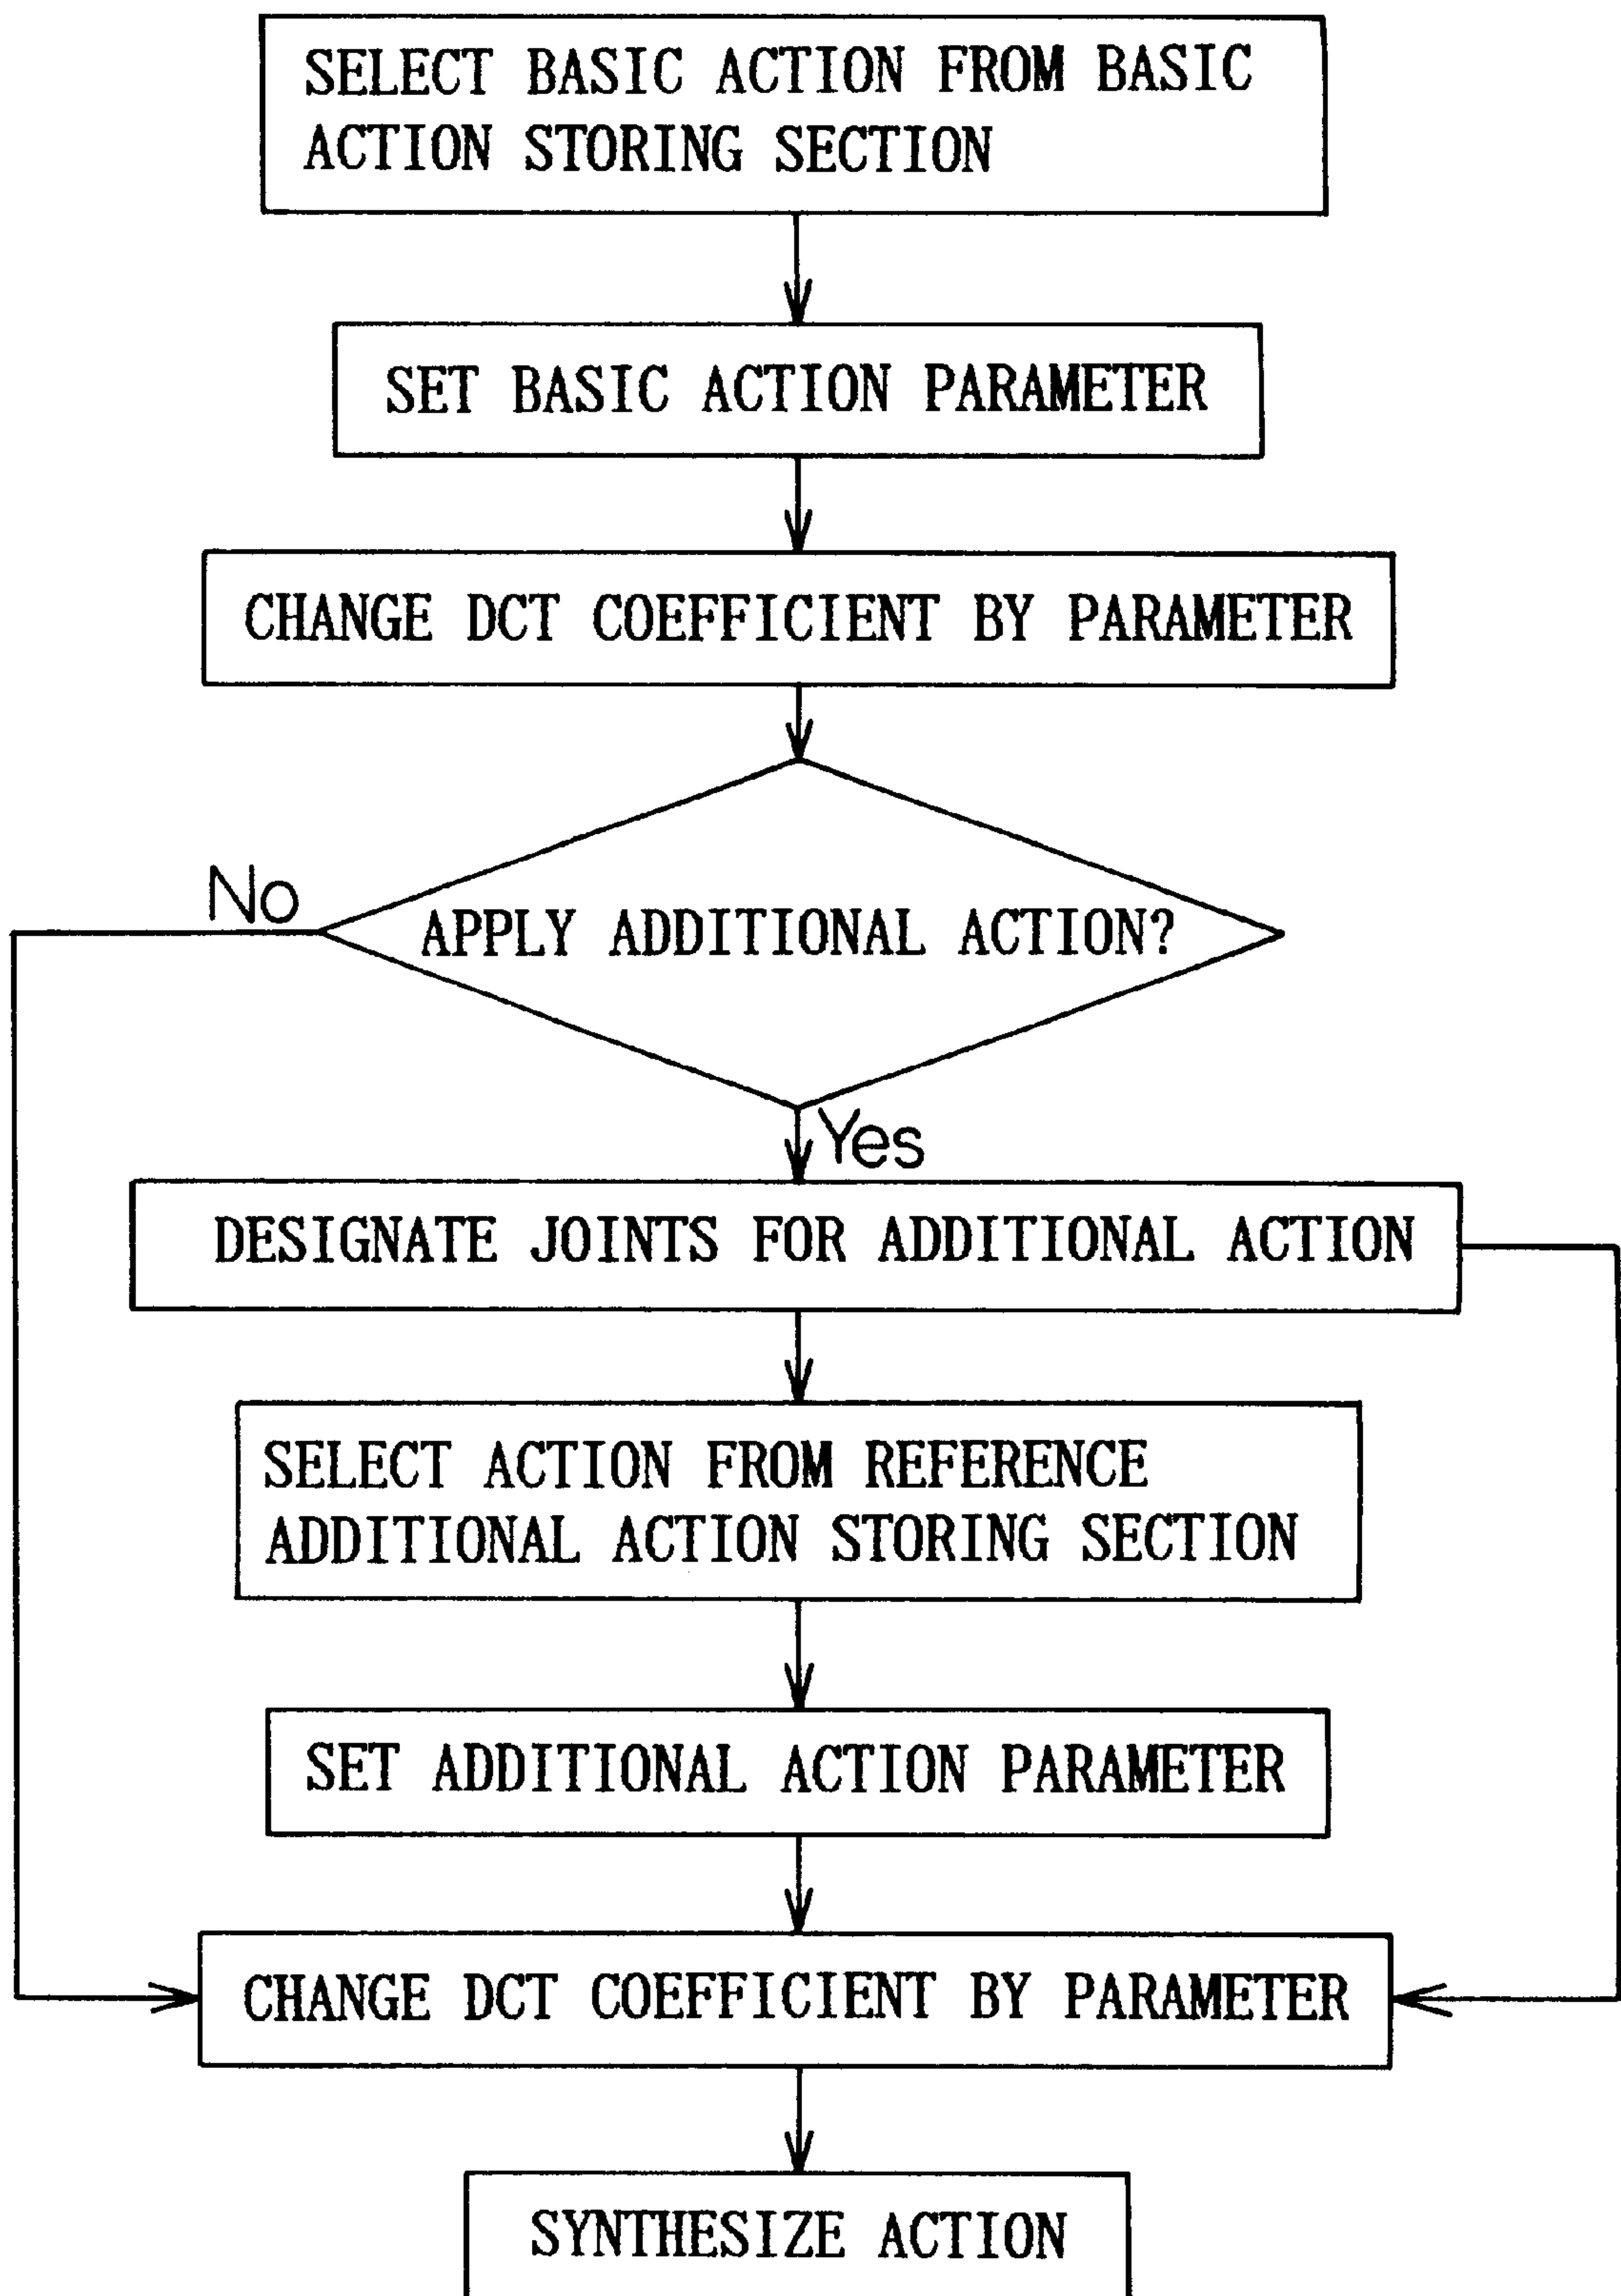 SELECT BASIC ACTION FROM BASIC
ACTION STORING SECTION
SET BASIC ACTION PARAMETER
CHANGE DCT COEFFICIENT BY PARAMETER
No
APPLY ADDITIONAL ACTION?
Yes
DESIGNATE JOINTS FOR ADDITIONAL ACTION
SELECT ACTION FROM REFERENCE
ADDITIONAL ACTION STORING SECTION
SET ADDITIONAL ACTION PARAMETER
CHANGE DCT COEFFICIENT BY PARAMETER
SYNTHESIZE ACTION